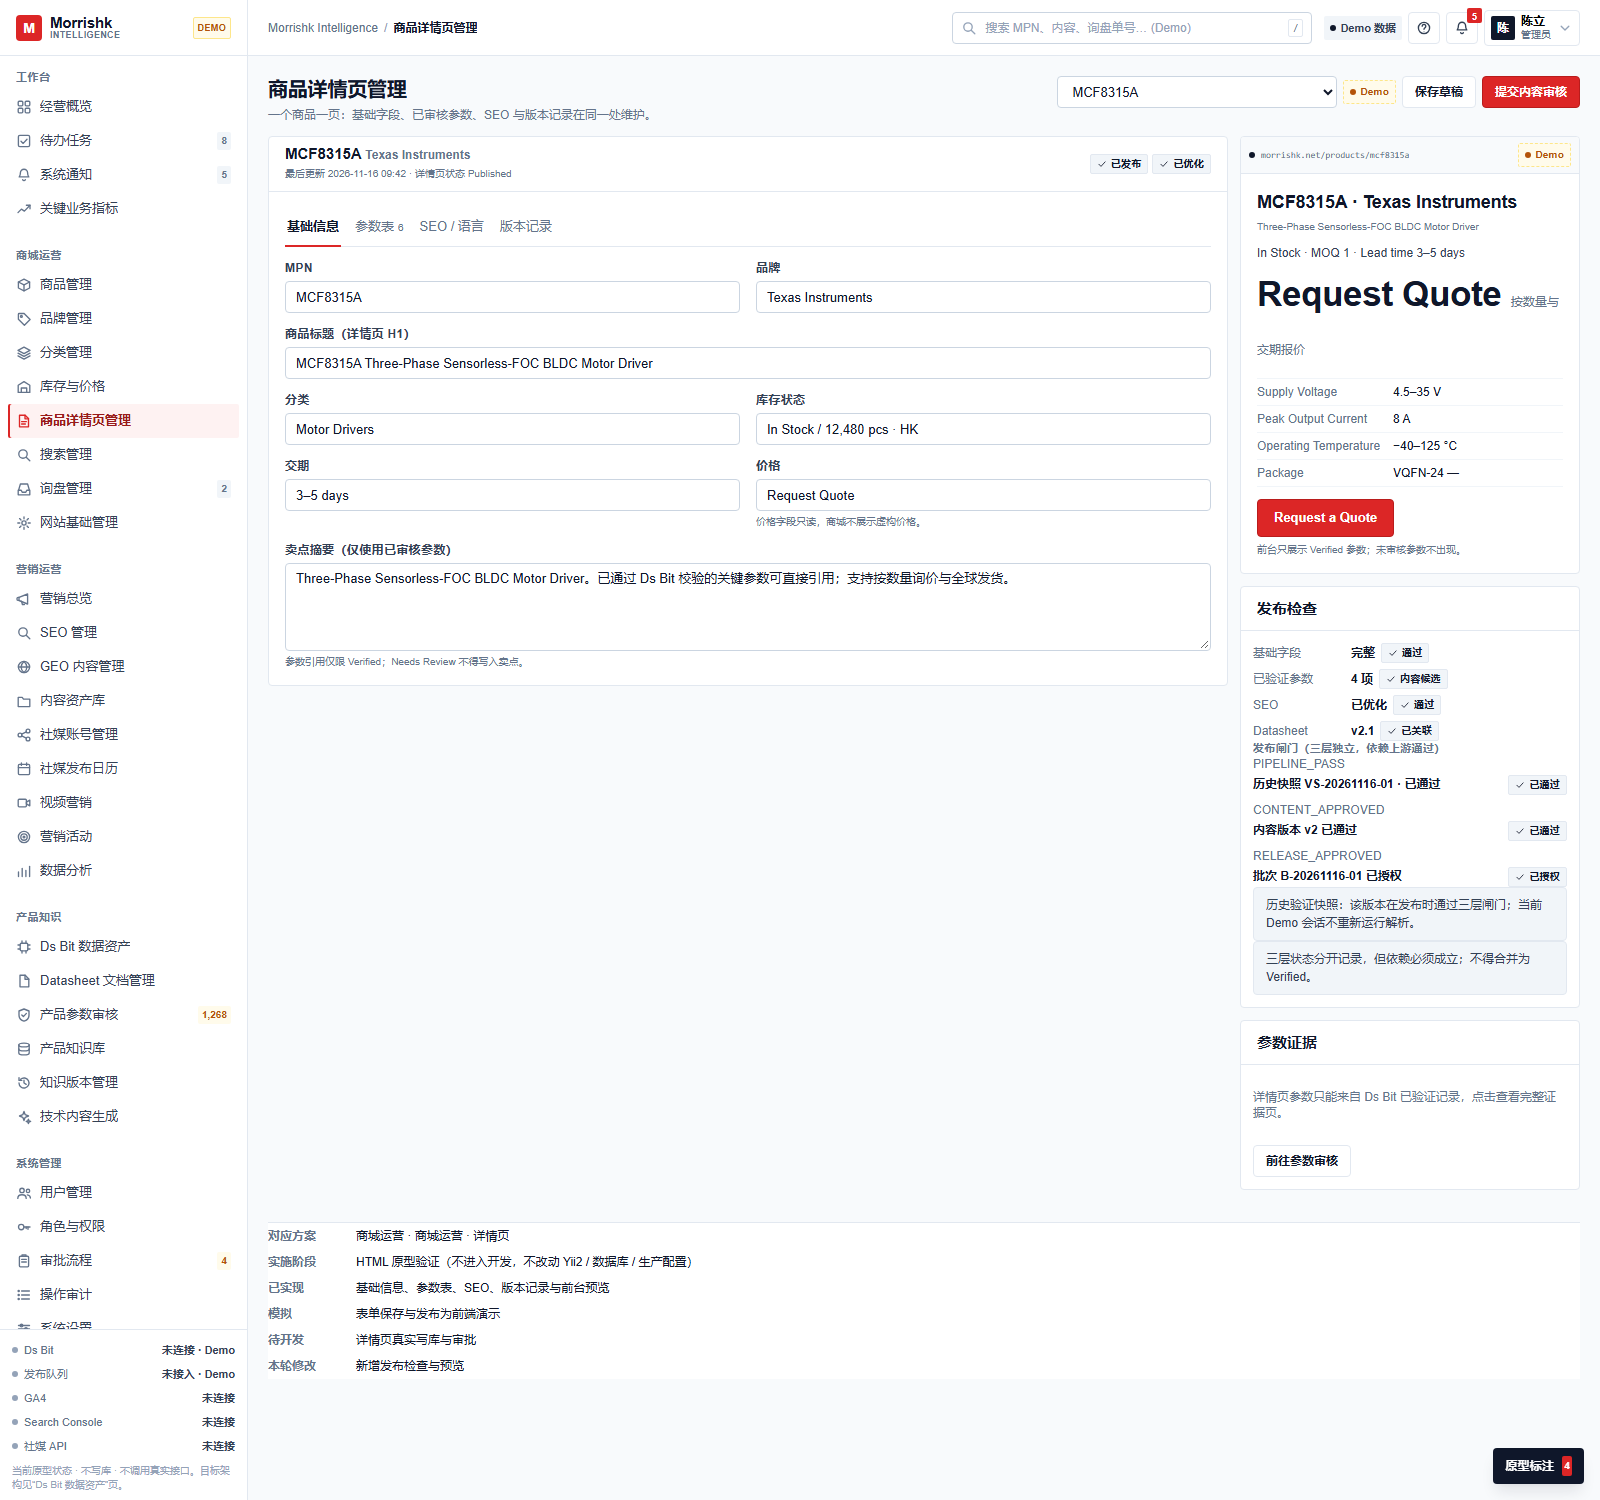 M Morrishk INTELLIGENCE DEMO
工作台
经营概览
待办任务 8
系统通知 5
关键业务指标
商城运营
商品管理
品牌管理
分类管理
库存与价格
商品详情页管理
搜索管理
询盘管理 2
网站基础管理
营销运营
营销总览
SEO 管理
GEO 内容管理
内容资产库
社媒账号管理
社媒发布日历
视频营销
营销活动
数据分析
产品知识
Ds Bit 数据资产
Datasheet 文档管理
产品参数审核 1,268
产品知识库
知识版本管理
技术内容生成
系统管理
用户管理
角色与权限
审批流程 4
操作审计
系统设置
Ds Bit 未连接 · Demo
发布队列 未接入 · Demo
GA4 未连接
Search Console 未连接
社媒 API 未连接
当前原型状态 · 不写库 · 不调用真实接口。目标架
构见“Ds Bit 数据资产”页。
Morrishk Intelligence / 商品详情页管理
搜索 MPN、内容、询盘单号... (Demo) /
Demo 数据
5
陈 陈立
管理员
商品详情页管理
一个商品一页：基础字段、已审核参数、SEO 与版本记录在同一处维护。
MCF8315A
Demo
保存草稿
提交内容审核
MCF8315A Texas Instruments
最后更新 2026-11-16 09:42 · 详情页状态 Published
已发布 已优化
基础信息 参数表 6 SEO / 语言 版本记录
MPN
MCF8315A
品牌
Texas Instruments
商品标题（详情页 H1）
MCF8315A Three-Phase Sensorless-FOC BLDC Motor Driver
分类
Motor Drivers
库存状态
In Stock / 12,480 pcs · HK
交期
3–5 days
价格
Request Quote
价格字段只读，商城不展示虚构价格。
卖点摘要（仅使用已审核参数）
Three-Phase Sensorless-FOC BLDC Motor Driver。已通过 Ds Bit 校验的关键参数可直接引用；支持按数量询价与全球发货。
参数引用仅限 Verified；Needs Review 不得写入卖点。
morrishk.net/products/mcf8315a
Demo
MCF8315A · Texas Instruments
Three-Phase Sensorless-FOC BLDC Motor Driver
In Stock · MOQ 1 · Lead time 3–5 days
Request Quote 按数量与
交期报价
Supply Voltage 4.5–35 V
Peak Output Current 8 A
Operating Temperature −40–125 °C
Package VQFN-24 —
Request a Quote
前台只展示 Verified 参数；未审核参数不出现。
发布检查
基础字段 完整 通过
已验证参数 4 项 内容候选
SEO 已优化 通过
Datasheet v2.1 已关联
发布闸门（三层独立，依赖上游通过）
PIPELINE_PASS
历史快照 VS-20261116-01 · 已通过 已通过
CONTENT_APPROVED
内容版本 v2 已通过 已通过
RELEASE_APPROVED
批次 B-20261116-01 已授权 已授权
历史验证快照：该版本在发布时通过三层闸门；当前
Demo 会话不重新运行解析。
三层状态分开记录，但依赖必须成立；不得合并为
Verified。
参数证据
详情页参数只能来自 Ds Bit 已验证记录，点击查看完整证
据页。
前往参数审核
对应方案 商城运营 · 商城运营 · 详情页
实施阶段 HTML 原型验证（不进入开发，不改动 Yii2 / 数据库 / 生产配置）
已实现 基础信息、参数表、SEO、版本记录与前台预览
模拟 表单保存与发布为前端演示
待开发 详情页真实写库与审批
本轮修改 新增发布检查与预览
原型标注 4